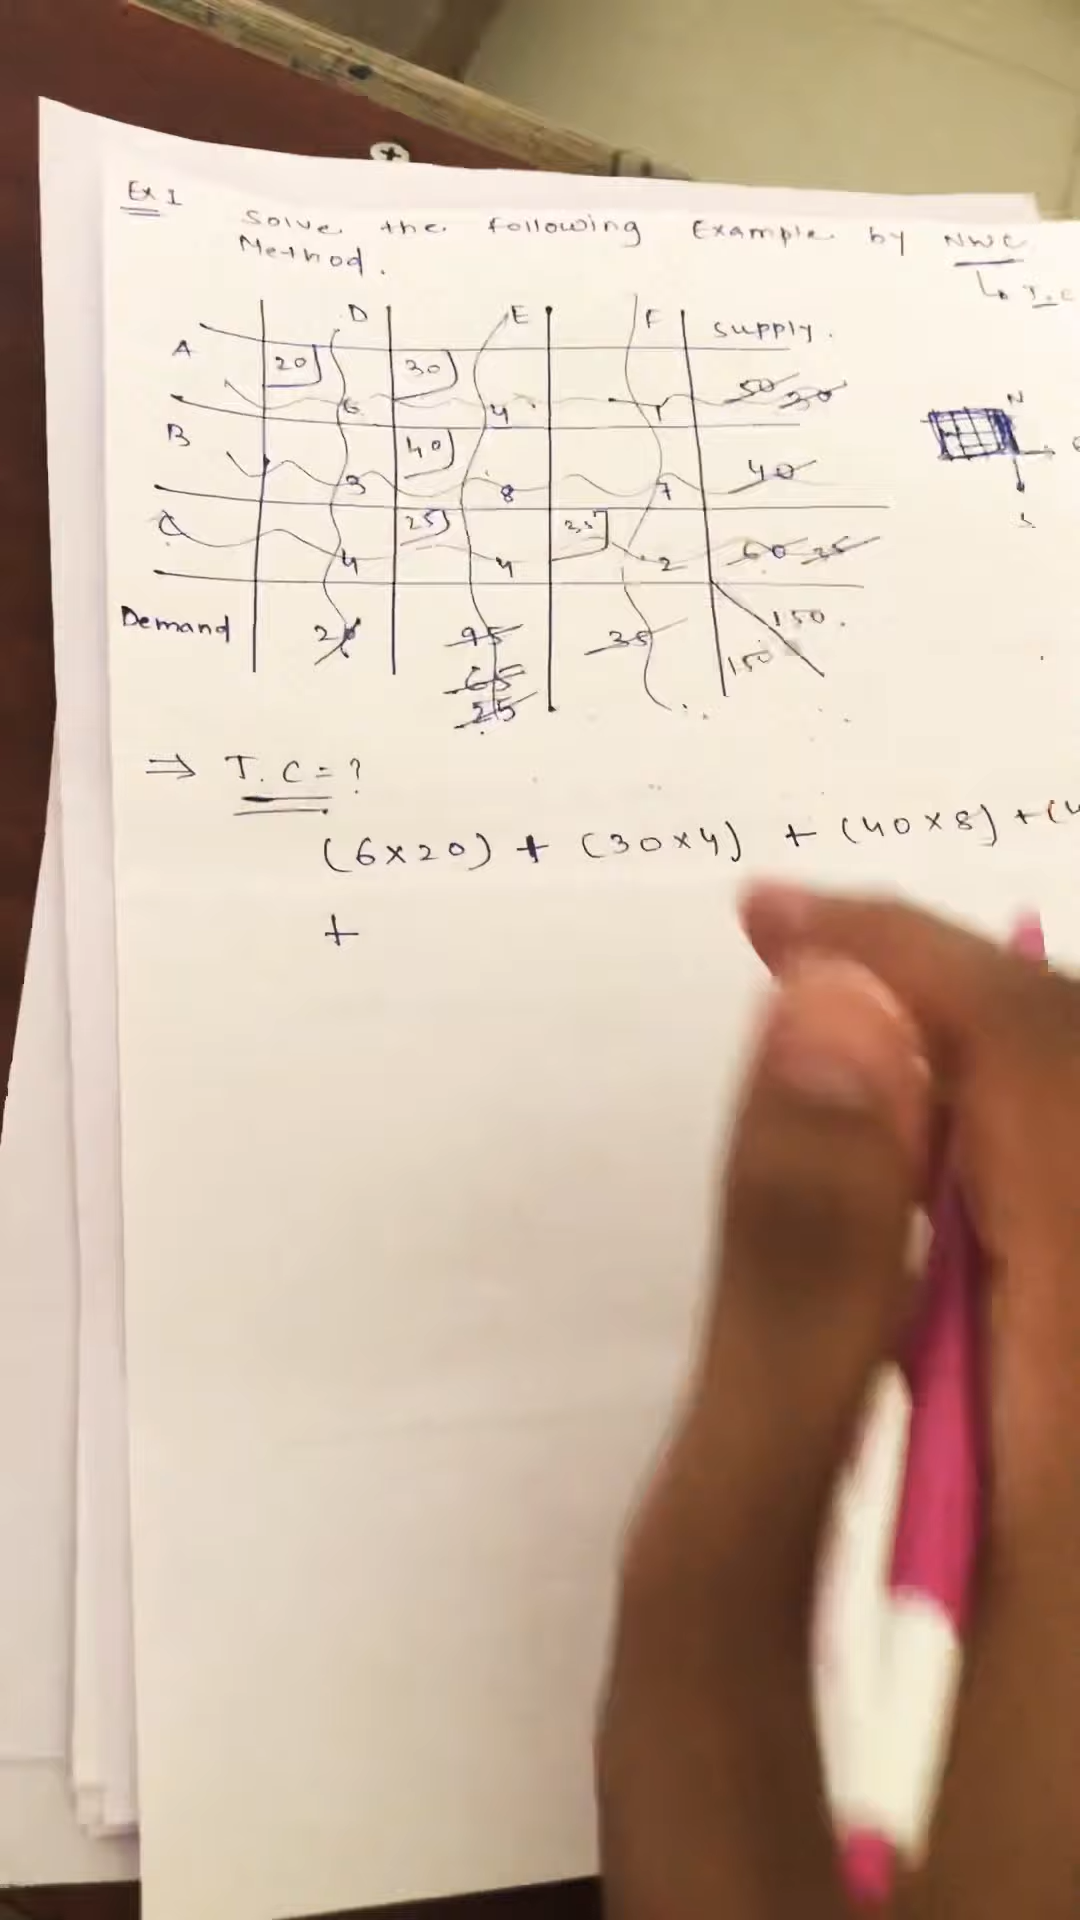 Ex 1
Solve the following Example by NWC
Method.
↳ T.C
D E F supply.
A 20 30 50 30
6 4 1
B 40 40
3 8 7
C 25 35 60 35
4 4 2
Demand 20 95 35 150.
65 150
25
N
S
⇒ T.C = ?
(6×20) + (30×4) + (40×8) + (4
+